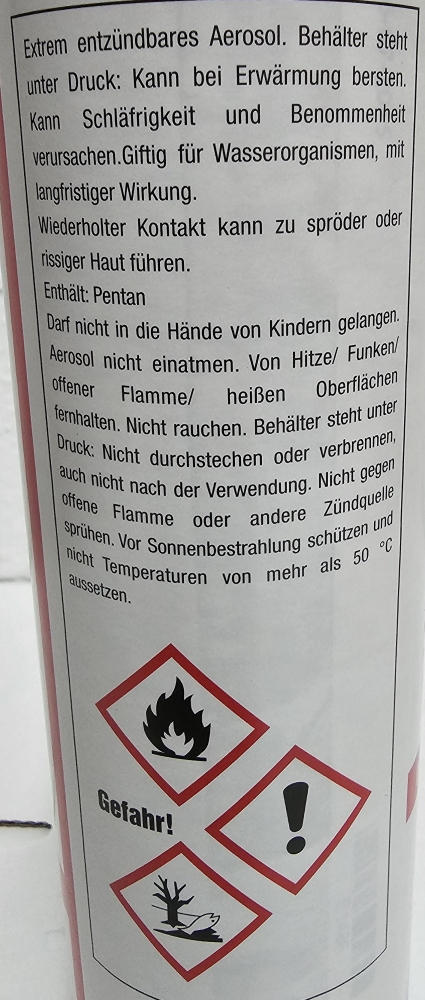 Extrem entzündbares Aerosol. Behälter steht
unter Druck: Kann bei Erwärmung bersten.
Kann Schläfrigkeit und Benommenheit
verursachen.Giftig für Wasserorganismen, mit
langfristiger Wirkung.
Wiederholter Kontakt kann zu spröder oder
rissiger Haut führen.
Enthält: Pentan
Darf nicht in die Hände von Kindern gelangen.
Aerosol nicht einatmen. Von Hitze/ Funken/
offener Flamme/ heißen Oberflächen
fernhalten. Nicht rauchen. Behälter steht unter
Druck: Nicht durchstechen oder verbrennen,
auch nicht nach der Verwendung. Nicht gegen
offene Flamme oder andere Zündquelle
sprühen. Vor Sonnenbestrahlung schützen und
nicht Temperaturen von mehr als 50 °C
aussetzen.
Gefahr!